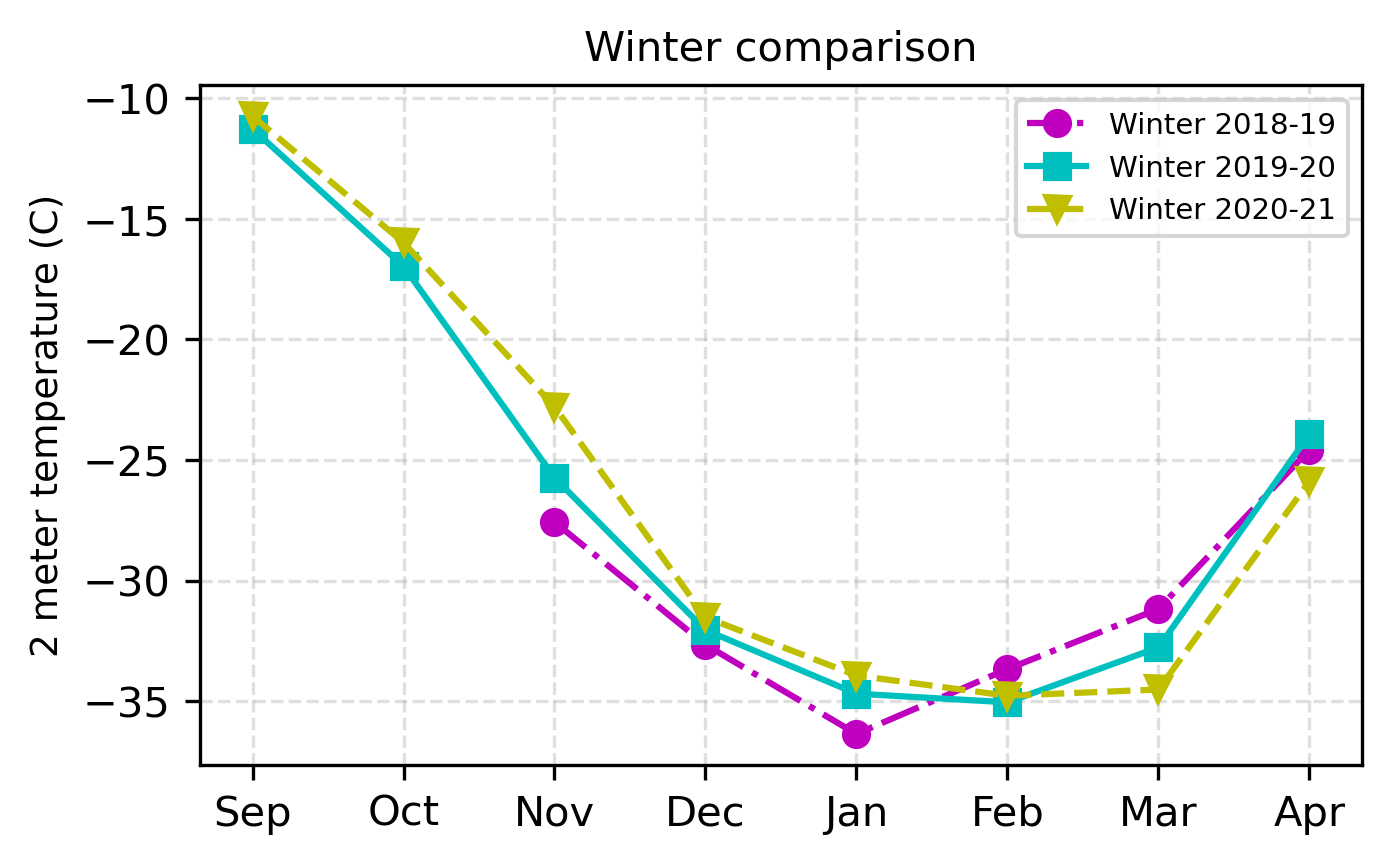 Winter comparison
2 meter temperature (C)
−10
−15
−20
−25
−30
−35
Winter 2018-19
Winter 2019-20
Winter 2020-21
Sep Oct Nov Dec Jan Feb Mar Apr